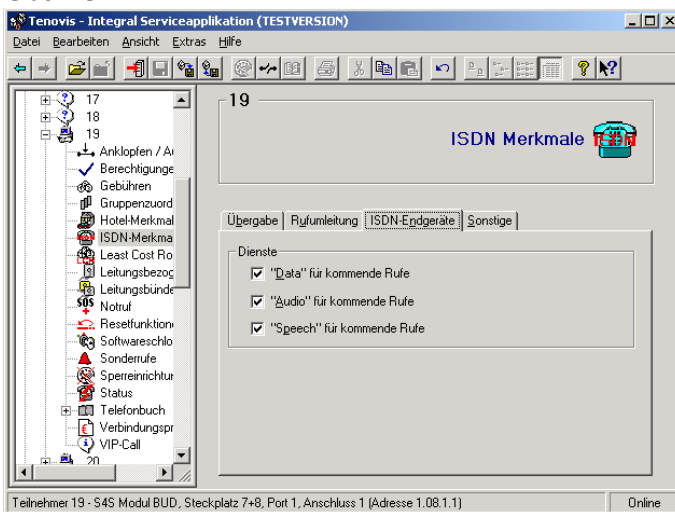 Tenovis - Integral Serviceapplikation (TESTVERSION)
Datei Bearbeiten Ansicht Extras Hilfe
17
18
19
Anklopfen / A
Berechtigunge
Gebühren
Gruppenzuord
Hotel-Merkmal
ISDN-Merkma
Least Cost Ro
Leitungsbezog
Leitungsbünde
Notruf
Resetfunktion
Softwareschlo
Sonderrufe
Sperreinrichtur
Status
Telefonbuch
Verbindungspr
VIP-Call
20
19
ISDN Merkmale
Übergabe Rufumleitung ISDN-Endgeräte Sonstige
Dienste
"Data" für kommende Rufe
"Audio" für kommende Rufe
"Speech" für kommende Rufe
Teilnehmer 19 - S4S Modul BUD, Steckplatz 7+8, Port 1, Anschluss 1 (Adresse 1.08.1.1) Online